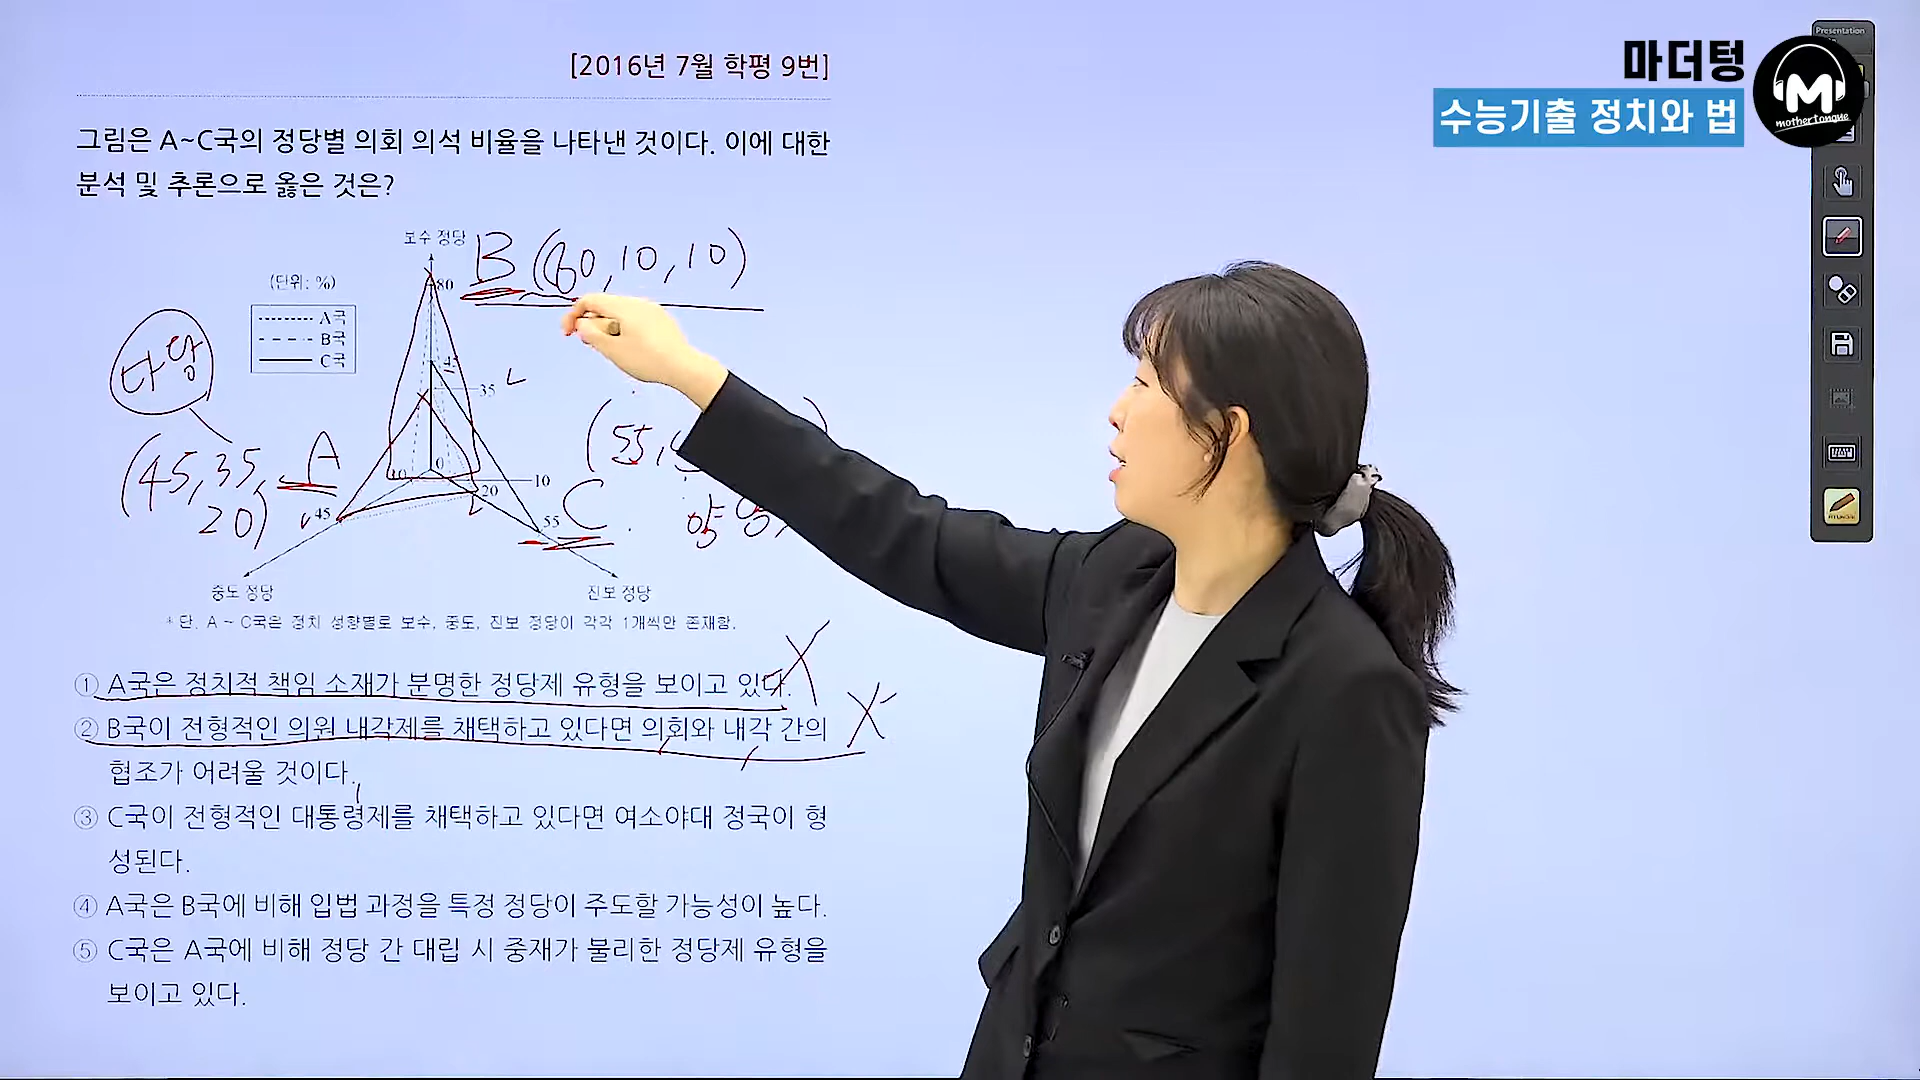 [2016년 7월 학평 9번]
마더텅
수능기출 정치와 법
mothertongue
Presentation
그림은 A~C국의 정당별 의회 의석 비율을 나타낸 것이다. 이에 대한
분석 및 추론으로 옳은 것은?
보수 정당
B (80, 10, 10)
(단위: %)
80
A국
B국
C국
다당
45
35
(45, 35,
20)
A
(55,
10
0
10
20
C
양당
45
55
중도 정당
진보 정당
* 단, A ~ C국은 정치 성향별로 보수, 중도, 진보 정당이 각각 1개씩만 존재함.
① A국은 정치적 책임 소재가 분명한 정당제 유형을 보이고 있다. X
② B국이 전형적인 의원 내각제를 채택하고 있다면 의회와 내각 간의 X
협조가 어려울 것이다.
③ C국이 전형적인 대통령제를 채택하고 있다면 여소야대 정국이 형
성된다.
④ A국은 B국에 비해 입법 과정을 특정 정당이 주도할 가능성이 높다.
⑤ C국은 A국에 비해 정당 간 대립 시 중재가 불리한 정당제 유형을
보이고 있다.